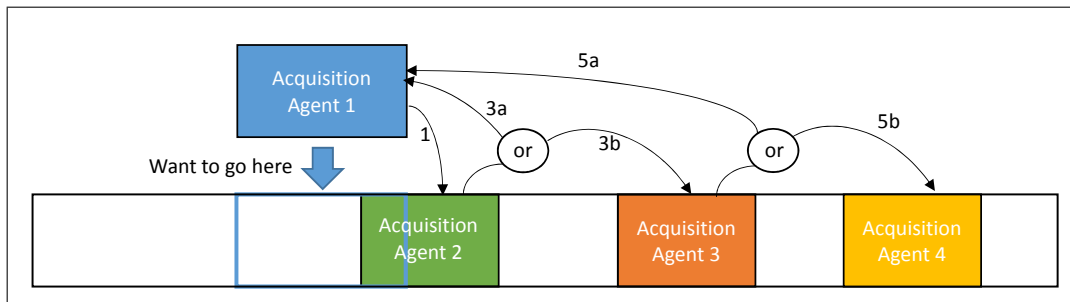 5a
Acquisition
Agent 1
3a
1
or
3b
or
5b
Want to go here
Acquisition
Agent 2
Acquisition
Agent 3
Acquisition
Agent 4